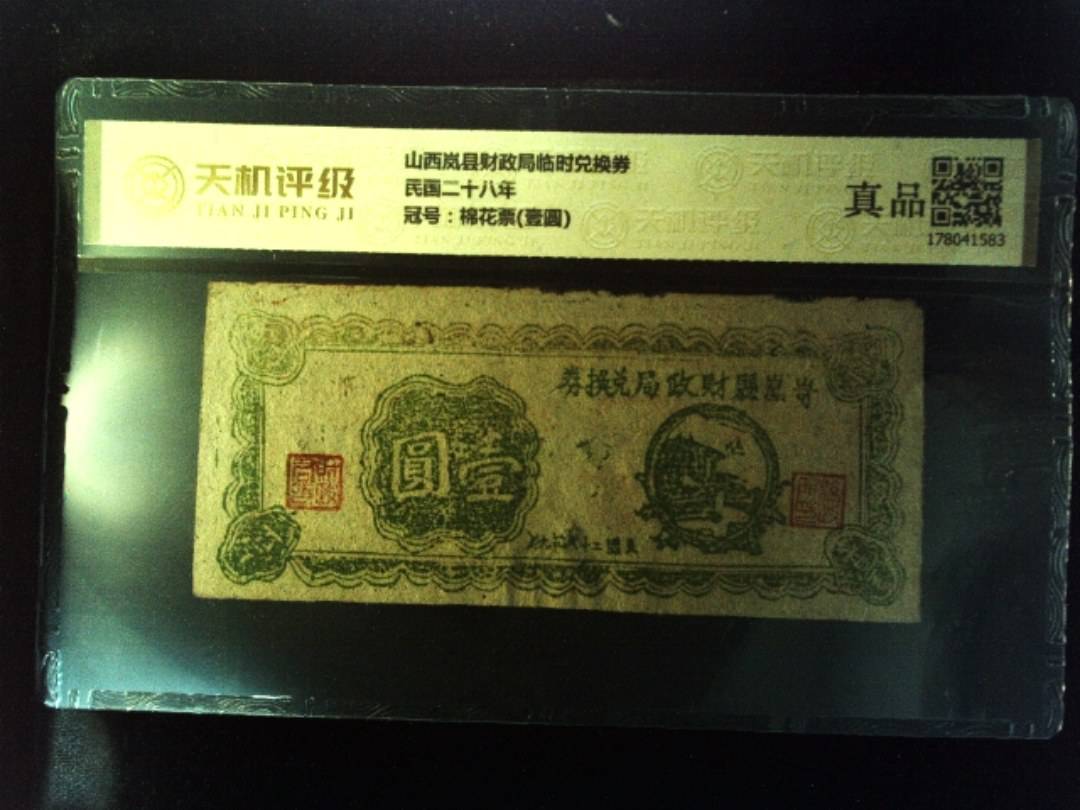 天机评级
TIAN JI PING JI
山西岚县财政局临时兑换券
民国二十八年
冠号：棉花票(壹圆)
真品
178041583
岚縣財政局兌換券
壹圓